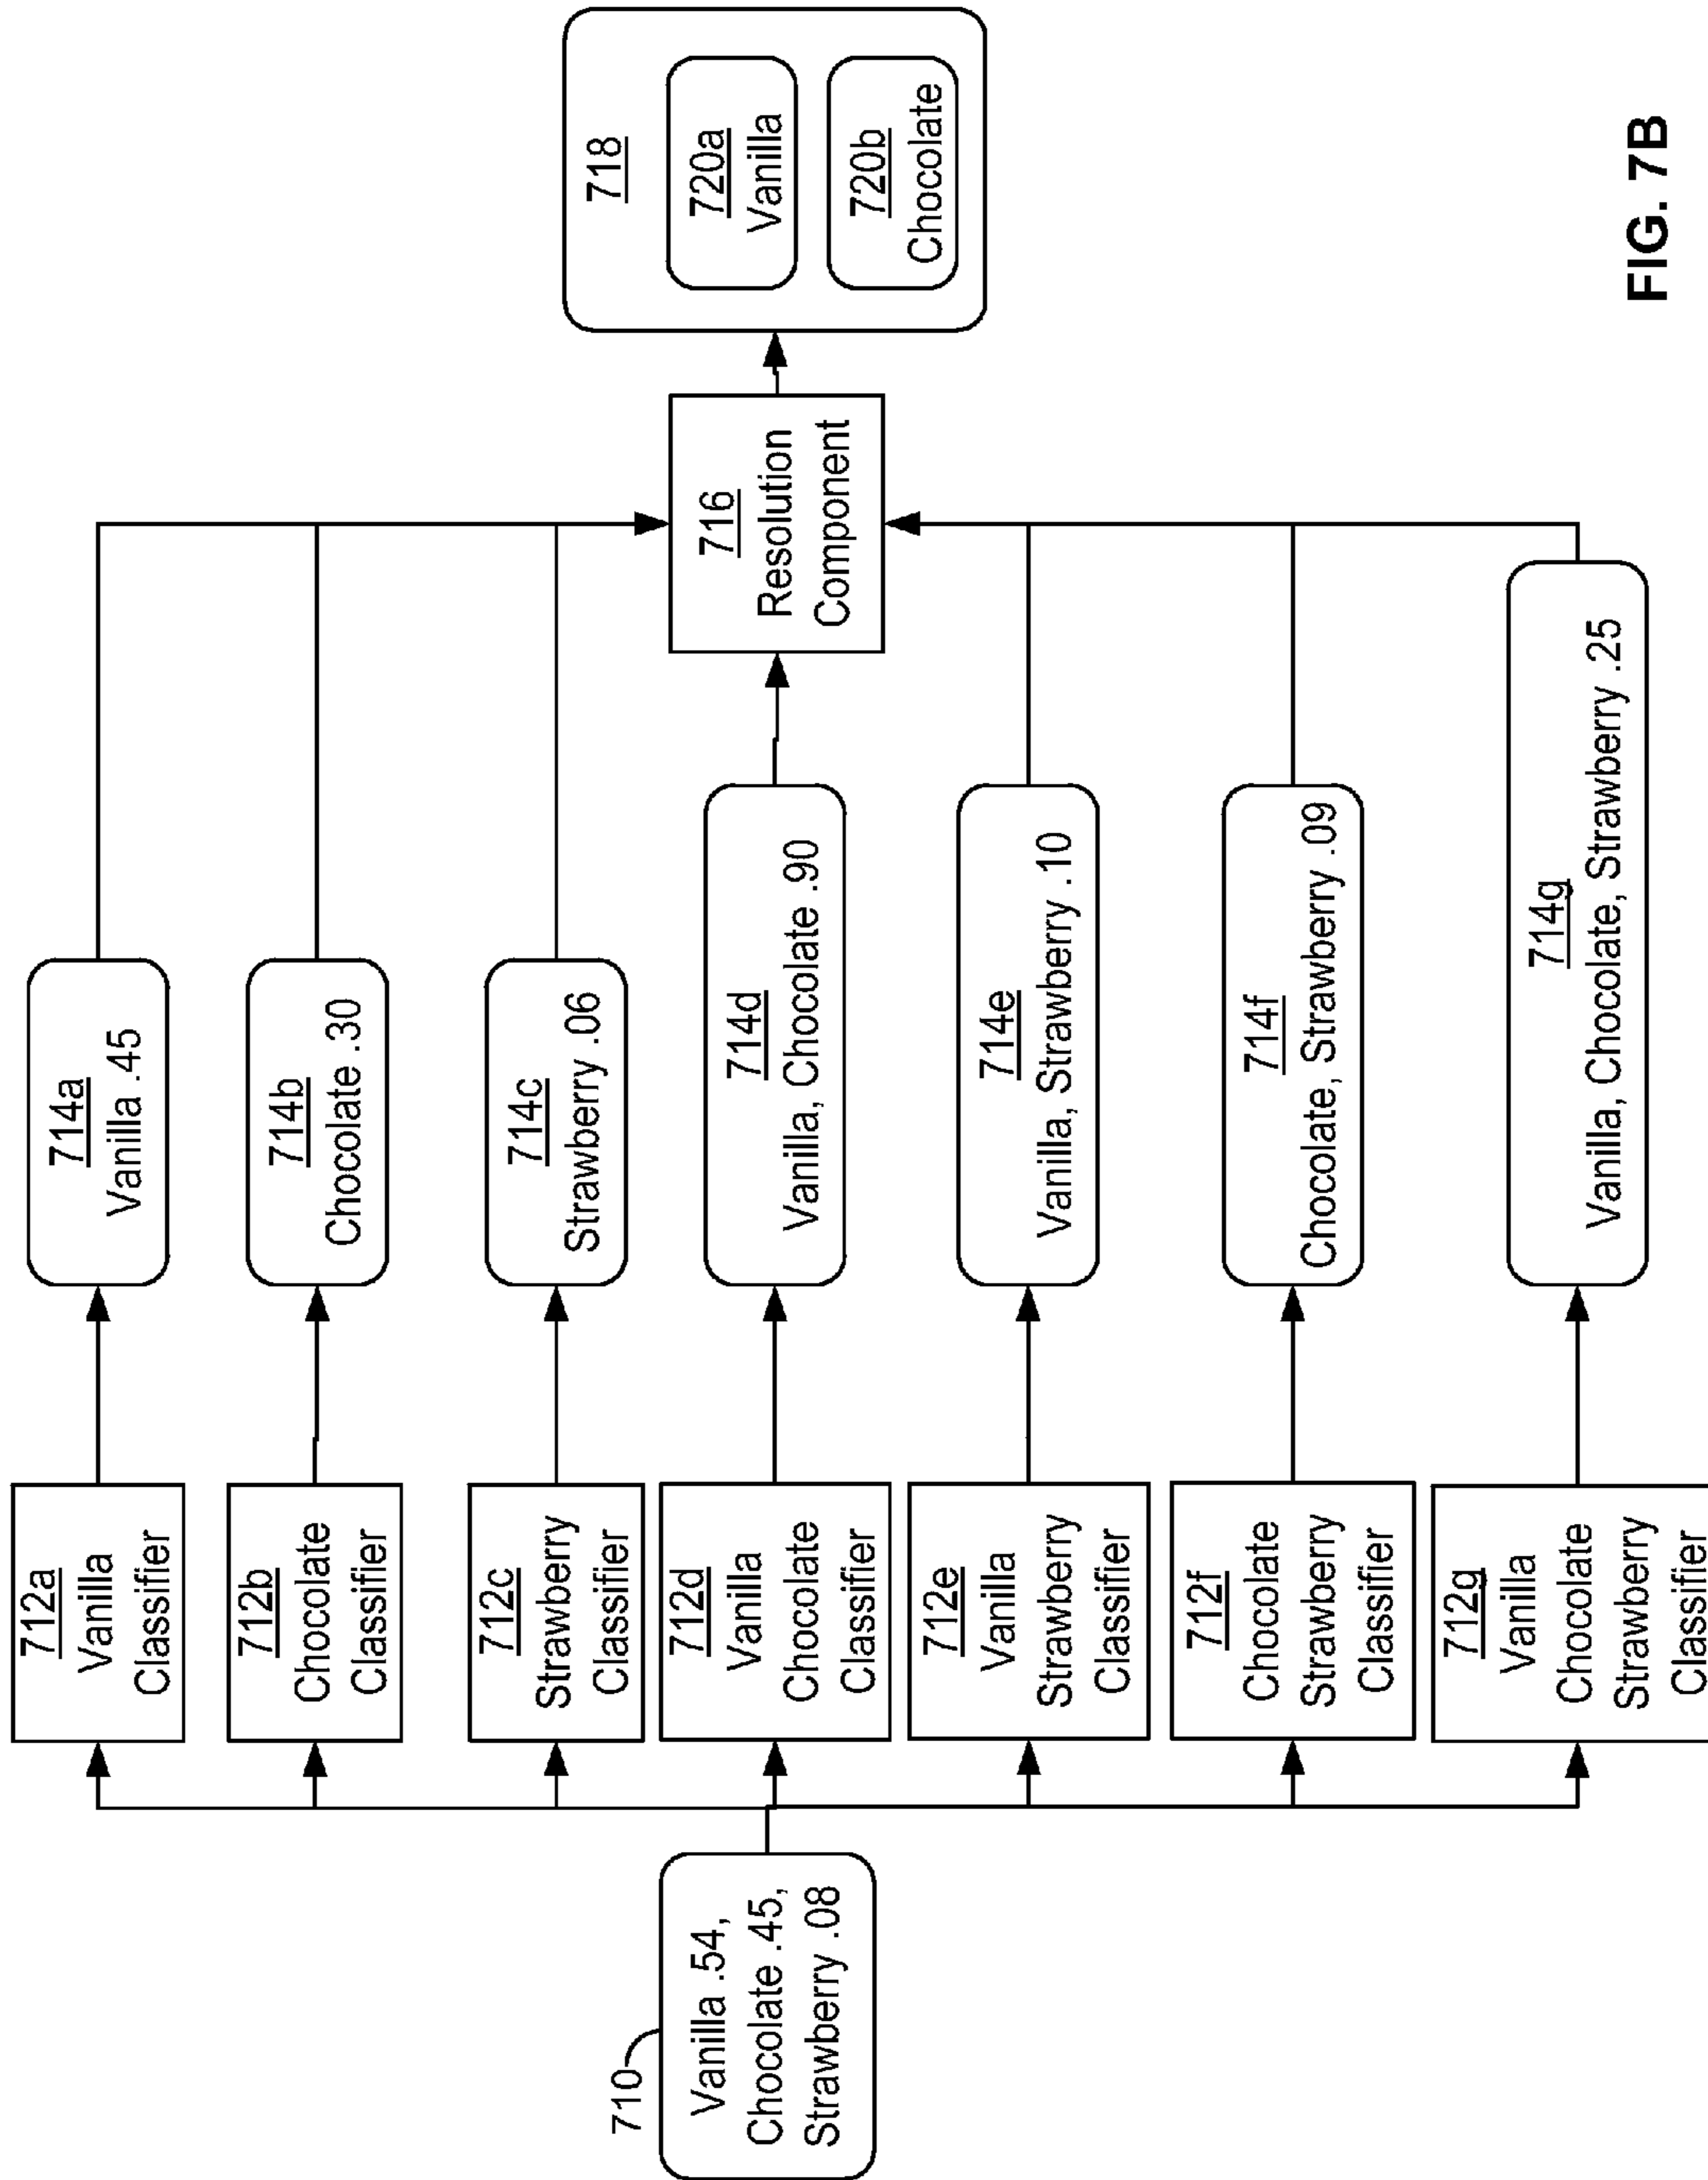 710
Vanilla .54,
Chocolate .45,
Strawberry .08
712a
Vanilla
Classifier
712b
Chocolate
Classifier
712c
Strawberry
Classifier
712d
Vanilla
Chocolate
Classifier
712e
Vanilla
Strawberry
Classifier
712f
Chocolate
Strawberry
Classifier
712g
Vanilla
Chocolate
Strawberry
Classifier
714a
Vanilla .45
714b
Chocolate .30
714c
Strawberry .06
714d
Vanilla, Chocolate .90
714e
Vanilla, Strawberry .10
714f
Chocolate, Strawberry .09
714g
Vanilla, Chocolate, Strawberry .25
716
Resolution
Component
718
720a
Vanilla
720b
Chocolate
FIG. 7B